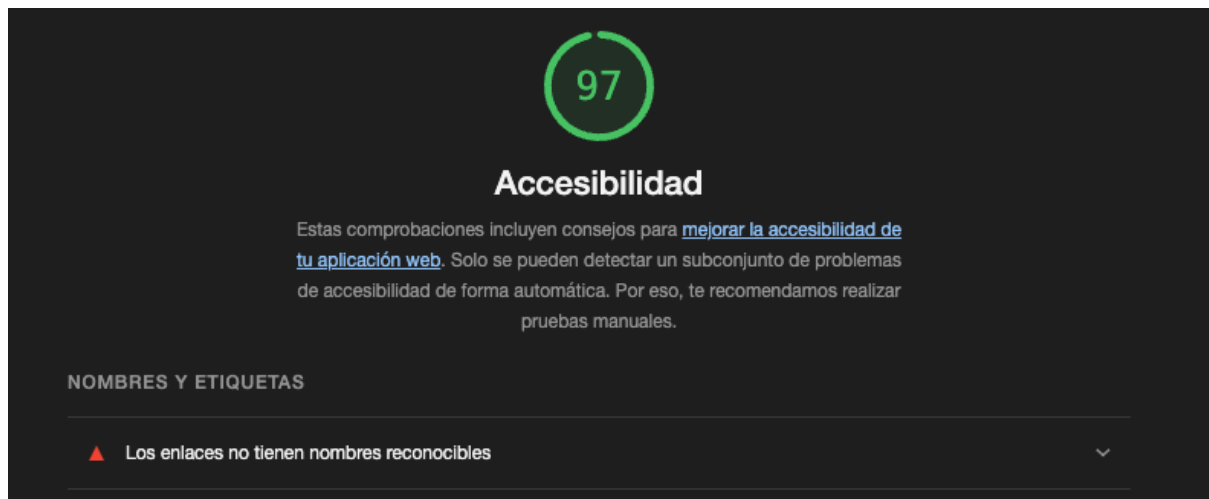 97
Accesibilidad
Estas comprobaciones incluyen consejos para mejorar la accesibilidad de
tu aplicación web. Solo se pueden detectar un subconjunto de problemas
de accesibilidad de forma automática. Por eso, te recomendamos realizar
pruebas manuales.
NOMBRES Y ETIQUETAS
Los enlaces no tienen nombres reconocibles